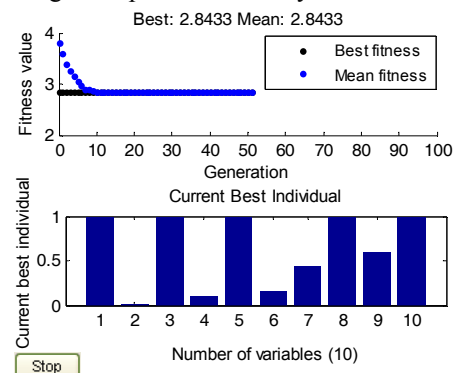 Best: 2.8433 Mean: 2.8433
Fitness value
4
3
2
Best fitness
Mean fitness
0 10 20 30 40 50 60 70 80 90 100
Generation
Current Best Individual
Current best individual
1
0.5
0
1 2 3 4 5 6 7 8 9 10
Number of variables (10)
Stop